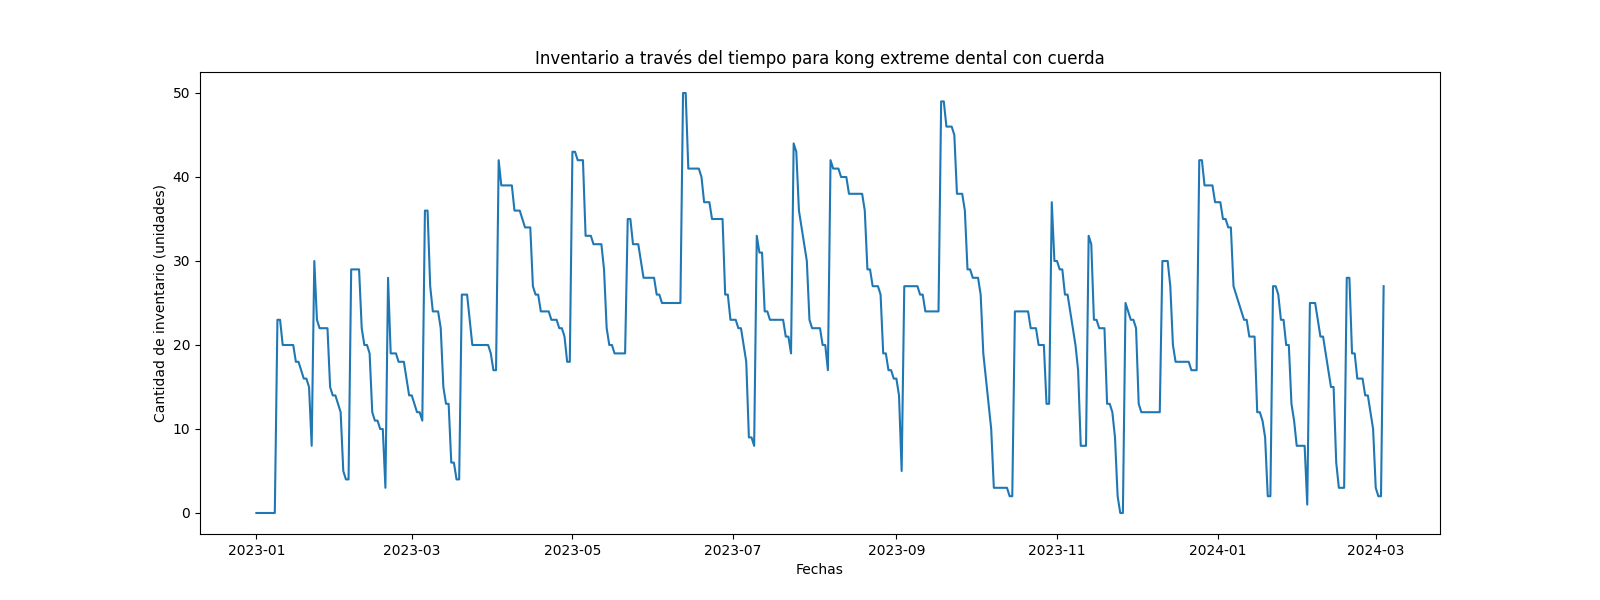 Inventario a través del tiempo para kong extreme dental con cuerda
Cantidad de inventario (unidades)
50
40
30
20
10
0
2023-01 2023-03 2023-05 2023-07 2023-09 2023-11 2024-01 2024-03
Fechas